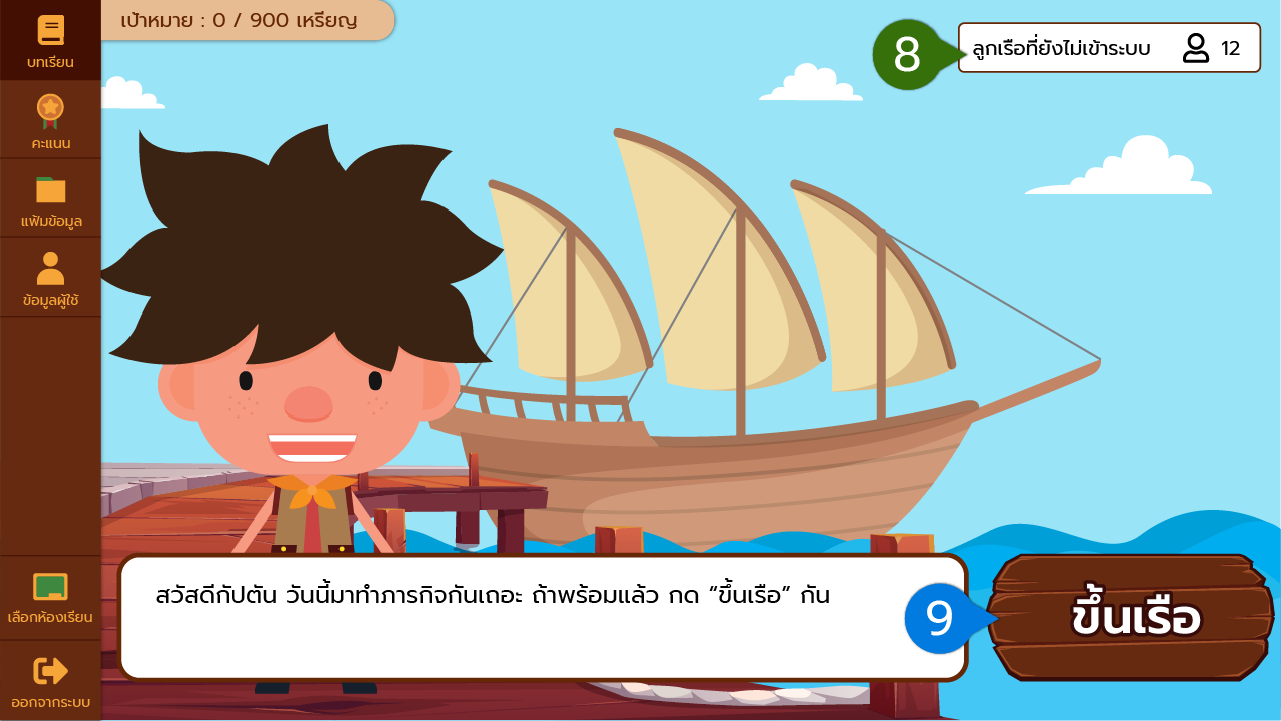 บทเรียน
คะแนน
แฟ้มข้อมูล
ข้อมูลผู้ใช้
เลือกห้องเรียน
ออกจากระบบ
เป้าหมาย : 0 / 900 เหรียญ
8
ลูกเรือที่ยังไม่เข้าระบบ 12
สวัสดีกัปตัน วันนี้มาทำภารกิจกันเถอะ ถ้าพร้อมแล้ว กด “ขึ้นเรือ” กัน
9
ขึ้นเรือ